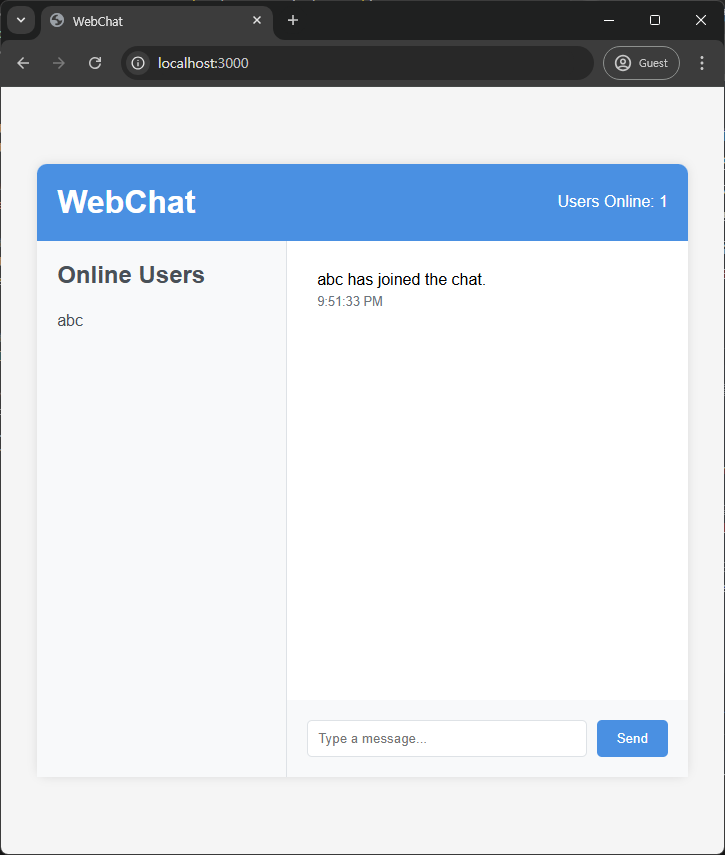 WebChat
localhost:3000
Guest
WebChat
Users Online: 1
Online Users
abc
abc has joined the chat.
9:51:33 PM
Type a message...
Send